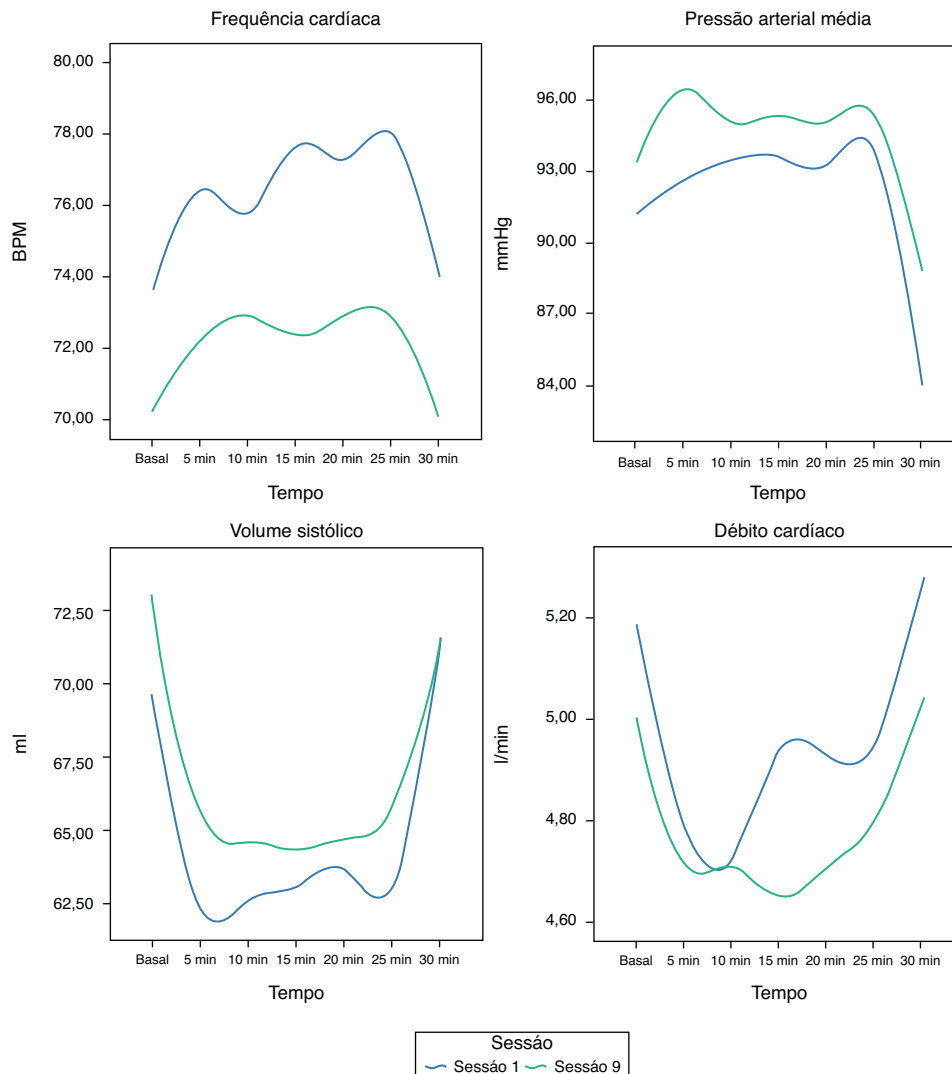 Frequência cardíaca
80,00
78,00
76,00
74,00
72,00
70,00
BPM
Basal 5 min 10 min 15 min 20 min 25 min 30 min
Tempo
Pressão arterial média
96,00
93,00
90,00
87,00
84,00
mmHg
Basal 5 min 10 min 15 min 20 min 25 min 30 min
Tempo
Volume sistólico
72,50
70,00
67,50
65,00
62,50
ml
Basal 5 min 10 min 15 min 20 min 25 min 30 min
Tempo
Débito cardíaco
5,20
5,00
4,80
4,60
l/min
Basal 5 min 10 min 15 min 20 min 25 min 30 min
Tempo
Sessáo
Sessáo 1 Sessáo 9